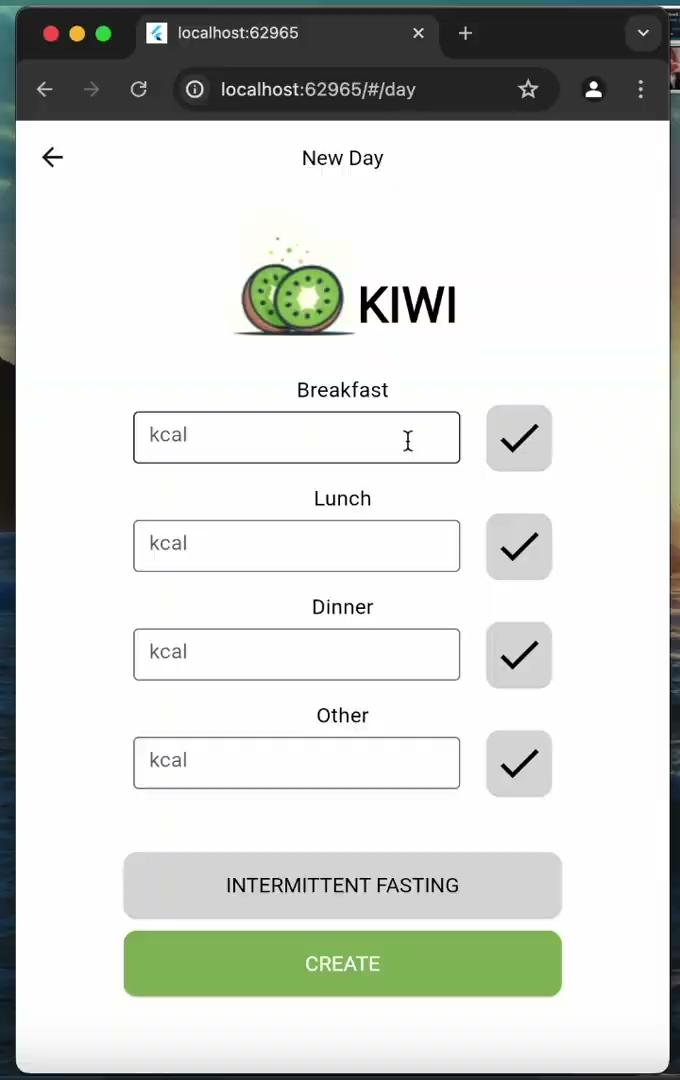 localhost:62965
localhost:62965/#/day
New Day
KIWI
Breakfast
kcal
Lunch
kcal
Dinner
kcal
Other
kcal
INTERMITTENT FASTING
CREATE